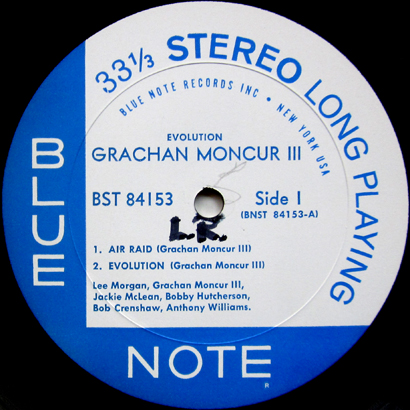 33⅓ STEREO LONG PLAYING
BLUE NOTE RECORDS INC • NEW YORK USA
EVOLUTION
GRACHAN MONCUR III
BST 84153
Side 1
(BNST 84153-A)
L.R.
1. AIR RAID (Grachan Moncur III)
2. EVOLUTION (Grachan Moncur III)
Lee Morgan, Grachan Moncur III,
Jackie McLean, Bobby Hutcherson,
Bob Crenshaw, Anthony Williams.
BLUE
NOTE
R